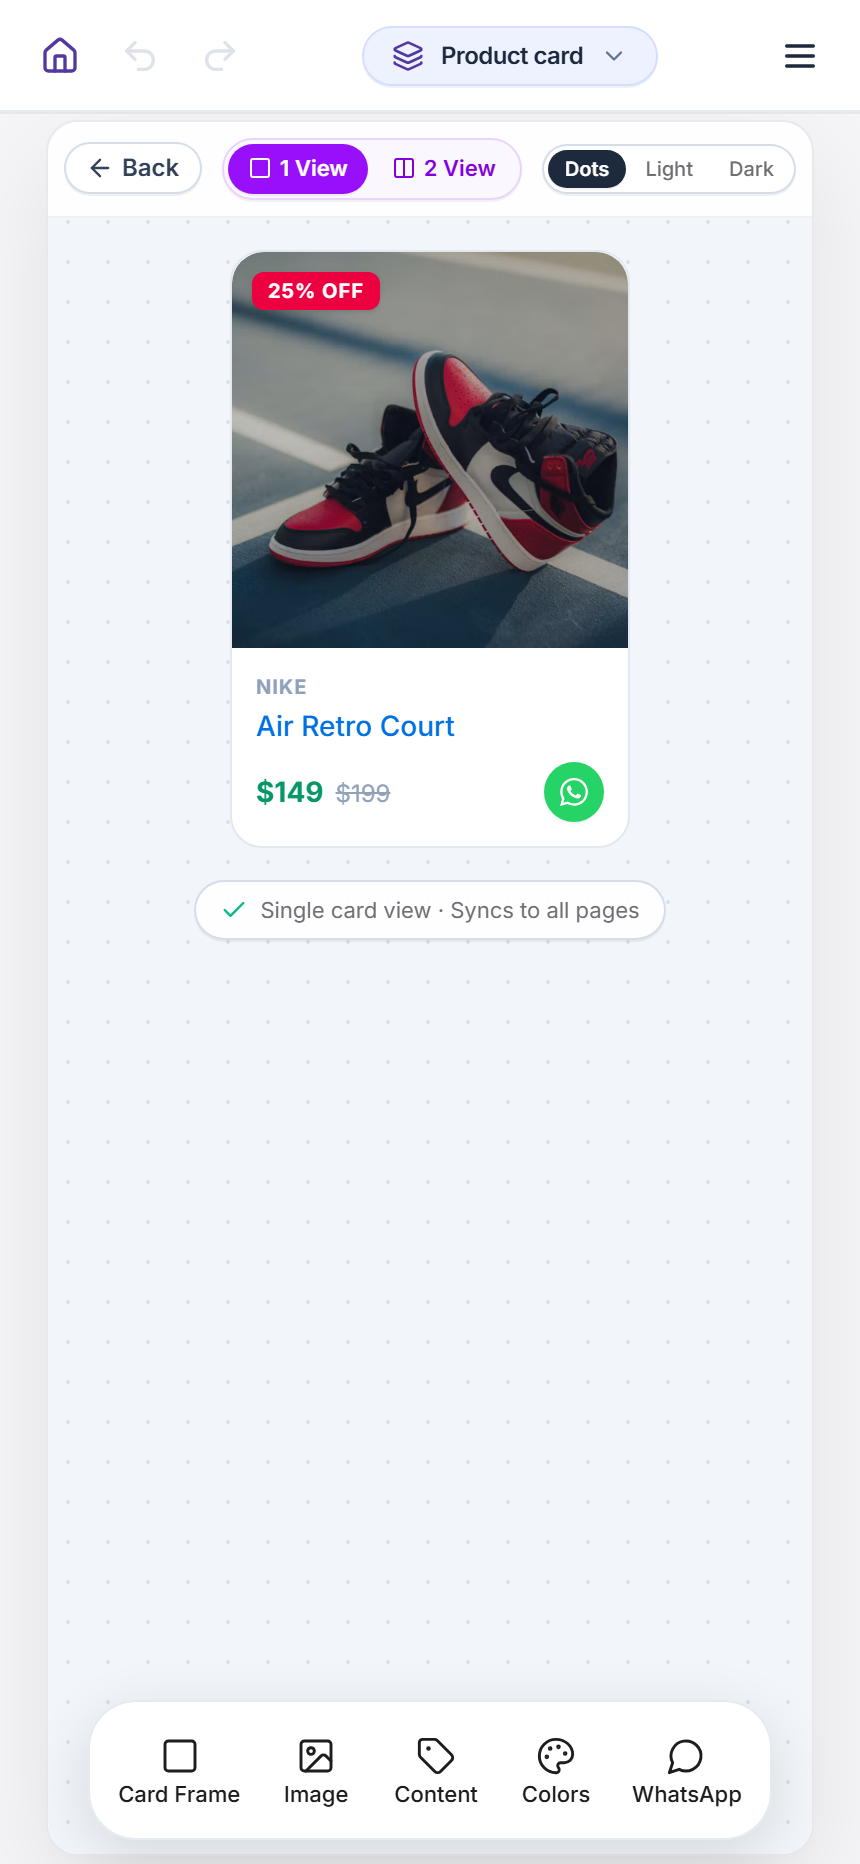 Product card
Back
1 View
2 View
Dots
Light
Dark
25% OFF
NIKE
Air Retro Court
$149 $199
Single card view · Syncs to all pages
Card Frame
Image
Content
Colors
WhatsApp